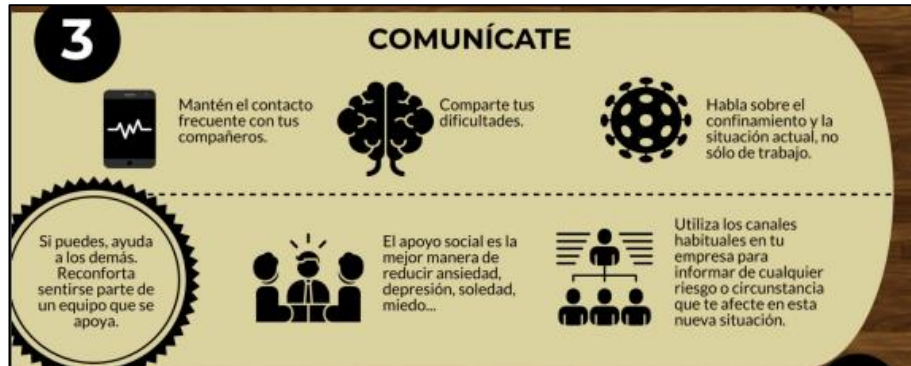 3
COMUNÍCATE
Mantén el contacto
frecuente con tus
compañeros.
Comparte tus
dificultades.
Habla sobre el
confinamiento y la
situación actual, no
sólo de trabajo.
Si puedes, ayuda
a los demás.
Reconforta
sentirse parte de
un equipo que se
apoya.
El apoyo social es la
mejor manera de
reducir ansiedad,
depresión, soledad,
miedo...
Utiliza los canales
habituales en tu
empresa para
informar de cualquier
riesgo o circunstancia
que te afecte en esta
nueva situación.